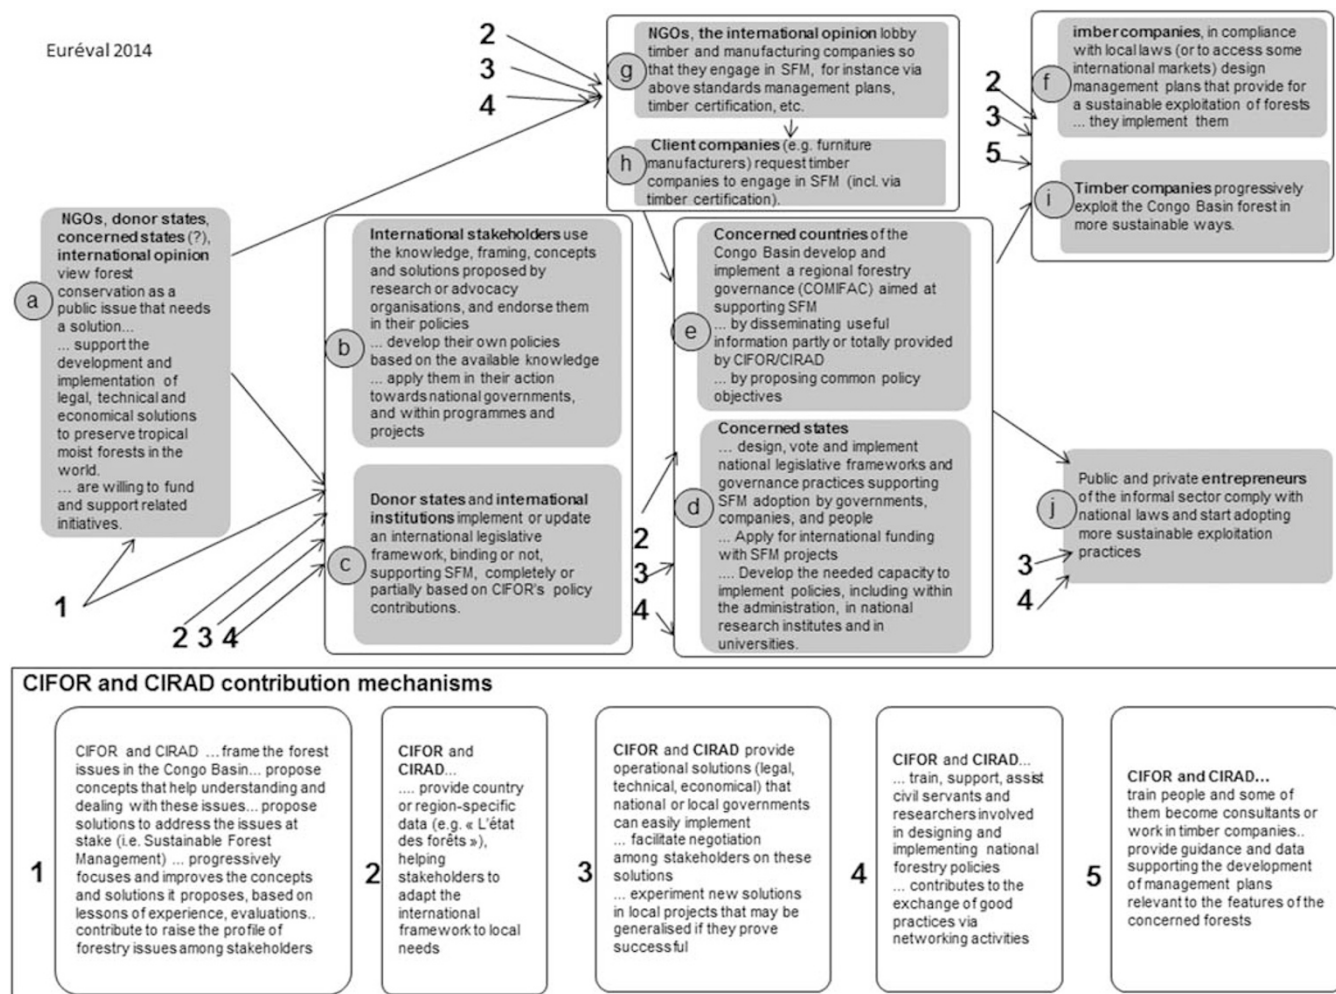 Euréval 2014
2
3
4
g
NGOs, the international opinion lobby
timber and manufacturing companies so
that they engage in SFM, for instance via
above standards management plans,
timber certification, etc.
h
Client companies (e.g. furniture
manufacturers) request timber
companies to engage in SFM (incl. via
timber certification).
2
3
5
f
imber companies, in compliance
with local laws (or to access some
international markets) design
management plans that provide for
a sustainable exploitation of forests
... they implement them
i
Timber companies progressively
exploit the Congo Basin forest in
more sustainable ways.
a
NGOs, donor states,
concerned states (?),
international opinion
view forest
conservation as a
public issue that needs
a solution...
... support the
development and
implementation of
legal, technical and
economical solutions
to preserve tropical
moist forests in the
world.
... are willing to fund
and support related
initiatives.
1
2 3 4
b
International stakeholders use
the knowledge, framing, concepts
and solutions proposed by
research or advocacy
organisations, and endorse them
in their policies
... develop their own policies
based on the available knowledge
... apply them in their action
towards national governments,
and within programmes and
projects
c
Donor states and international
institutions implement or update
an international legislative
framework, binding or not,
supporting SFM, completely or
partially based on CIFOR's policy
contributions.
2
3
4
e
Concerned countries of the
Congo Basin develop and
implement a regional forestry
governance (COMIFAC) aimed at
supporting SFM
... by disseminating useful
information partly or totally provided
by CIFOR/CIRAD
... by proposing common policy
objectives
d
Concerned states
... design, vote and implement
national legislative frameworks and
governance practices supporting
SFM adoption by governments,
companies, and people
... Apply for international funding
with SFM projects
.... Develop the needed capacity to
implement policies, including within
the administration, in national
research institutes and in
universities.
j
Public and private entrepreneurs
of the informal sector comply with
national laws and start adopting
more sustainable exploitation
practices
3
4
CIFOR and CIRAD contribution mechanisms
1
CIFOR and CIRAD ... frame the forest
issues in the Congo Basin... propose
concepts that help understanding and
dealing with these issues... propose
solutions to address the issues at
stake (i.e. Sustainable Forest
Management) ... progressively
focuses and improves the concepts
and solutions it proposes, based on
lessons of experience, evaluations..
contribute to raise the profile of
forestry issues among stakeholders
2
CIFOR and
CIRAD...
.... provide country
or region-specific
data (e.g. « L'état
des forêts »),
helping
stakeholders to
adapt the
international
framework to local
needs
3
CIFOR and CIRAD provide
operational solutions (legal,
technical, economical) that
national or local governments
can easily implement
... facilitate negotiation
among stakeholders on these
solutions
... experiment new solutions
in local projects that may be
generalised if they prove
successful
4
CIFOR and CIRAD...
... train, support, assist
civil servants and
researchers involved
in designing and
implementing national
forestry policies
... contributes to the
exchange of good
practices via
networking activities
5
CIFOR and CIRAD...
train people and some of
them become consultants or
work in timber companies..
provide guidance and data
supporting the development
of management plans
relevant to the features of the
concerned forests